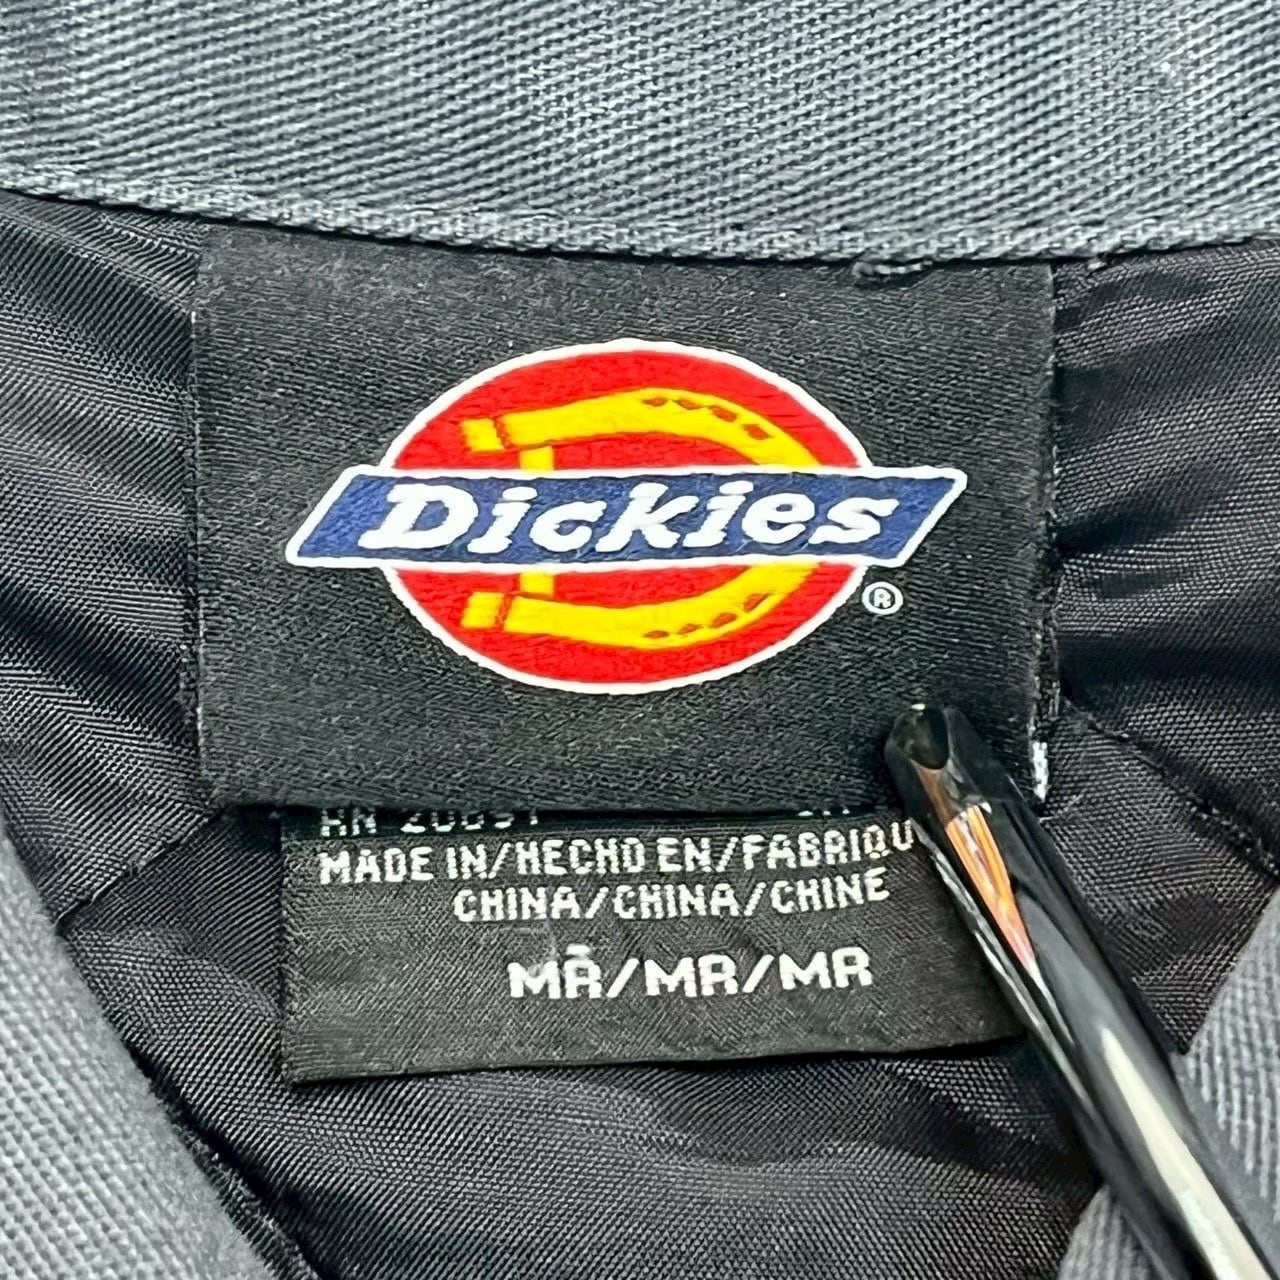 Dickies
®
MADE IN/HECHO EN/FABRIQU
CHINA/CHINA/CHINE
MR/MR/MR